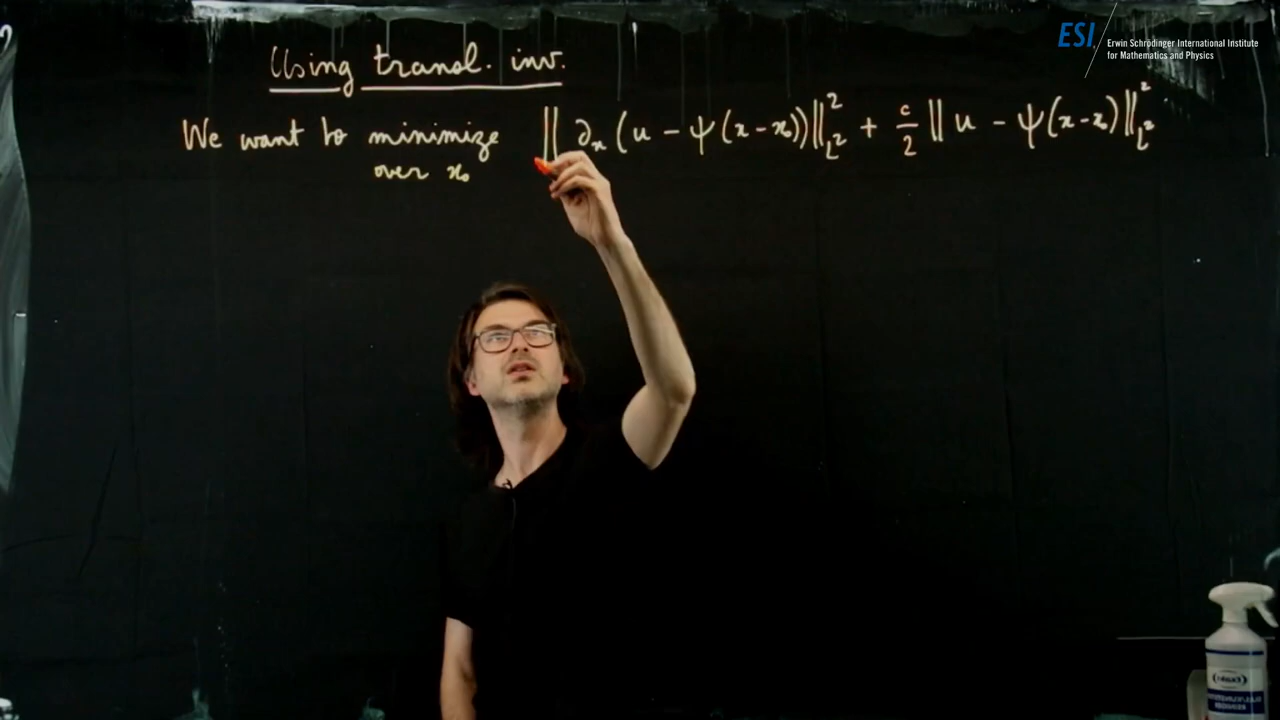 ESI
Erwin Schrödinger International Institute
for Mathematics and Physics
Using transl. inv.
We want to minimize ‖∂ₓ(u − ψ(x−x₀))‖²_{L²} + c/2 ‖u − ψ(x−x₀)‖²_{L²}
over x₀